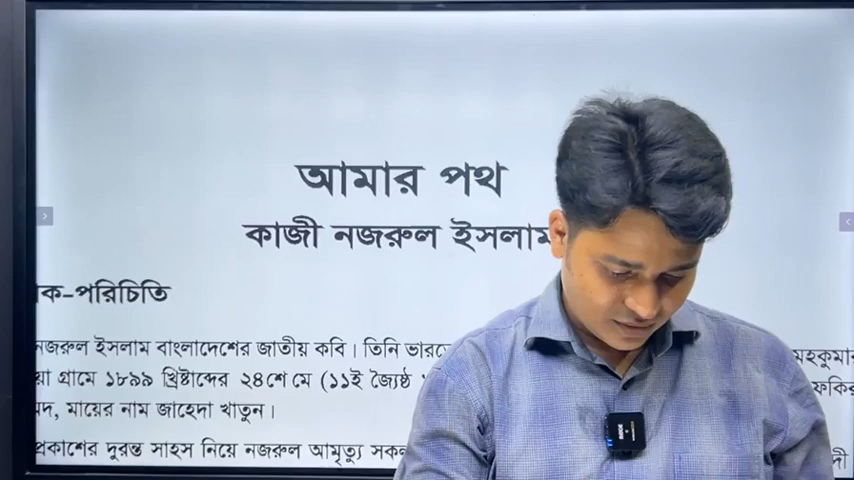 আমার পথ
কাজী নজরুল ইসলাম
ক-পরিচিতি
নজরুল ইসলাম বাংলাদেশের জাতীয় কবি। তিনি ভারতে মহকুমার
গ্রামে ১৮৯৯ খ্রিষ্টাব্দের ২৪শে মে (১১ই জ্যৈষ্ঠ ফকির
মদ, মায়ের নাম জাহেদা খাতুন।
প্রকাশের দুরন্ত সাহস নিয়ে নজরুল আমৃত্যু সকল